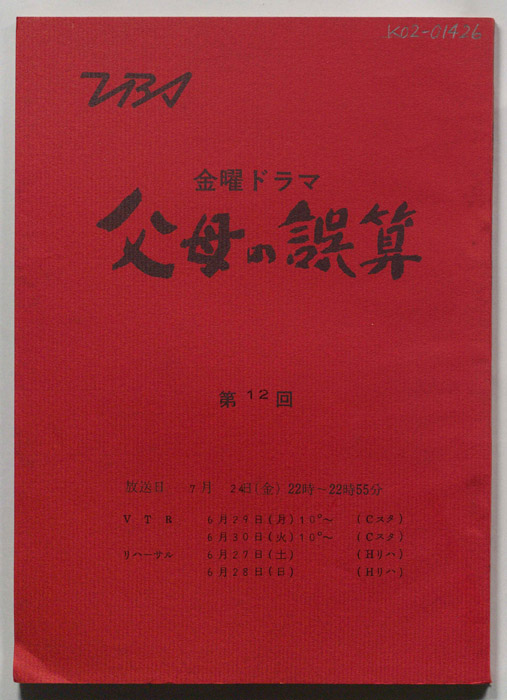 K02-01426
TBS
金曜ドラマ
父母の誤算
第12回
放送日 7月 24日(金) 22時~22時55分
VTR 6月29日(月)10°~ (Cスタ)
6月30日(火)10°~ (Cスタ)
リハーサル 6月27日(土) (Hリハ)
6月28日(日) (Hリハ)